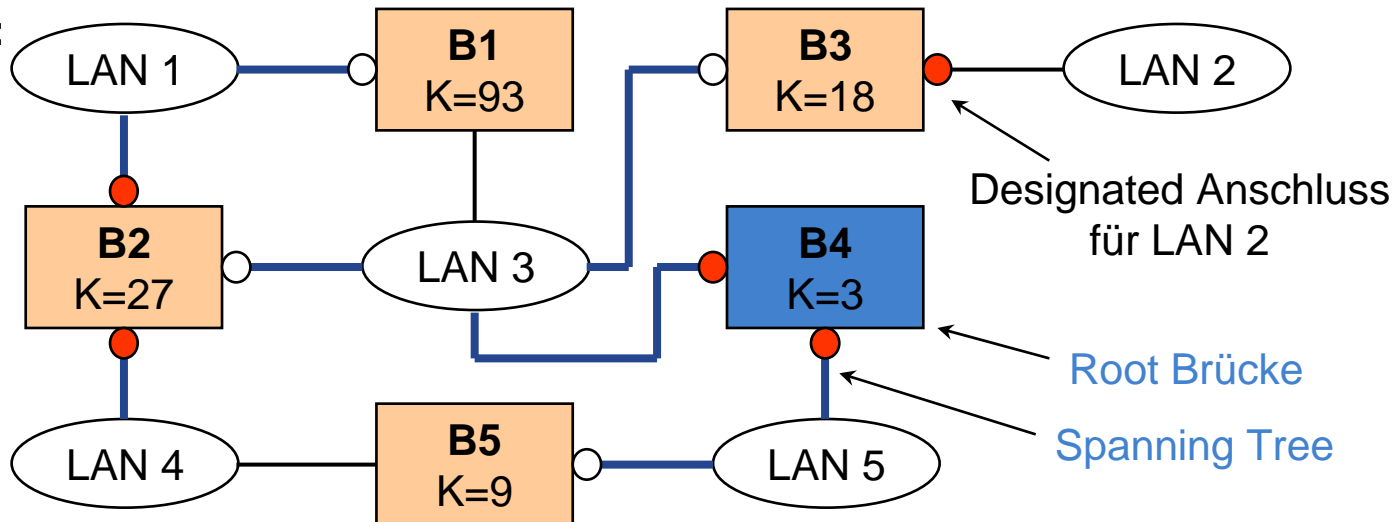 :
LAN 1
B1
K=93
B3
K=18
LAN 2
Designated Anschluss
für LAN 2
B2
K=27
LAN 3
B4
K=3
Root Brücke
Spanning Tree
LAN 4
B5
K=9
LAN 5